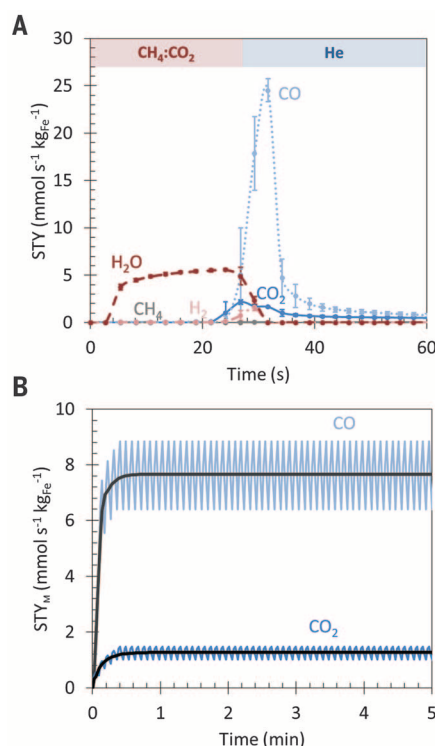 A
CH₄:CO₂
He
30
25
20
15
10
5
0
STY (mmol s⁻¹ kg_Fe⁻¹)
CO
H₂O
CO₂
CH₄
H₂
0
20
40
60
Time (s)
B
10
8
6
4
2
0
STY_M (mmol s⁻¹ kg_Fe⁻¹)
CO
CO₂
0
1
2
3
4
5
Time (min)